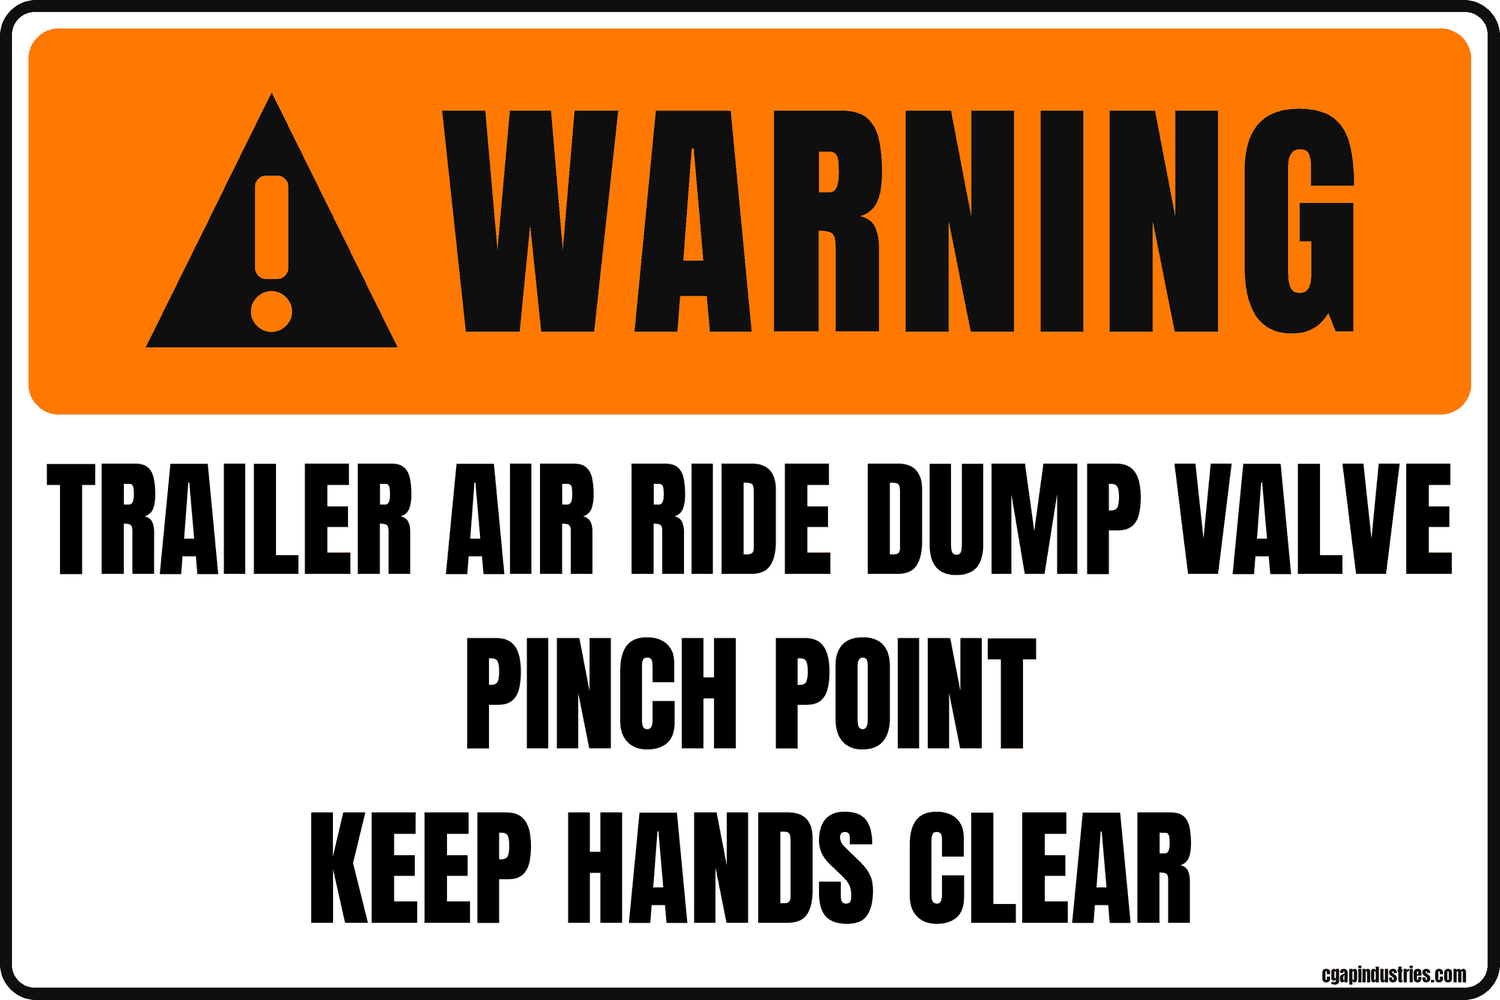 WARNING
TRAILER AIR RIDE DUMP VALVE
PINCH POINT
KEEP HANDS CLEAR
cgapindustries.com